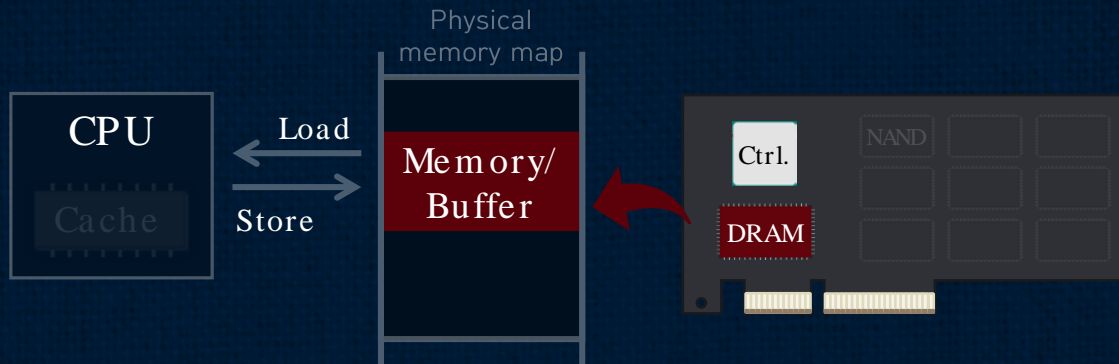 Physical
memory map
CPU
Cache
Load
Store
Memory/
Buffer
Ctrl.
DRAM
NAND